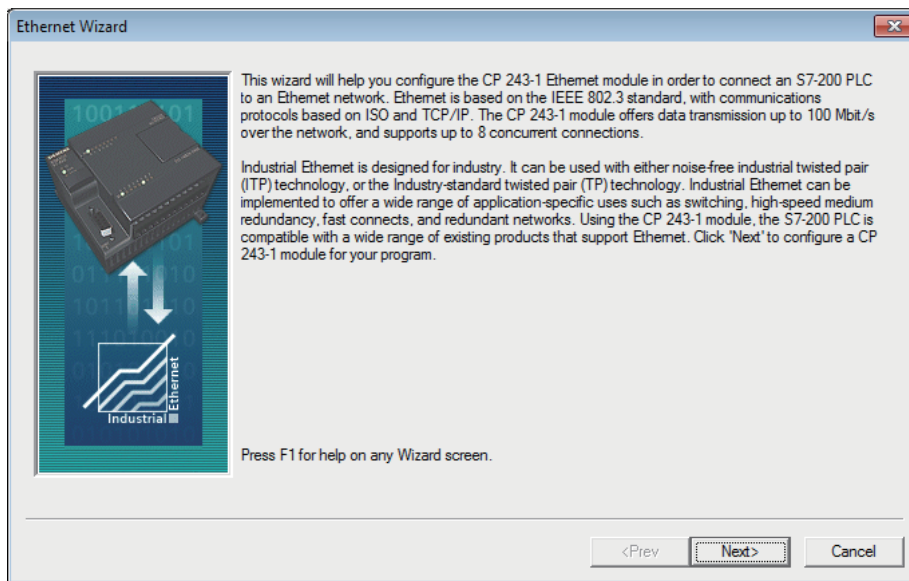 Ethernet Wizard
This wizard will help you configure the CP 243-1 Ethernet module in order to connect an S7-200 PLC
to an Ethernet network. Ethernet is based on the IEEE 802.3 standard, with communications
protocols based on ISO and TCP/IP. The CP 243-1 module offers data transmission up to 100 Mbit/s
over the network, and supports up to 8 concurrent connections.
Industrial Ethernet is designed for industry. It can be used with either noise-free industrial twisted pair
(ITP) technology, or the Industry-standard twisted pair (TP) technology. Industrial Ethernet can be
implemented to offer a wide range of application-specific uses such as switching, high-speed medium
redundancy, fast connects, and redundant networks. Using the CP 243-1 module, the S7-200 PLC is
compatible with a wide range of existing products that support Ethernet. Click 'Next' to configure a CP
243-1 module for your program.
Industrial
Ethernet
Press F1 for help on any Wizard screen.
<Prev
Next>
Cancel